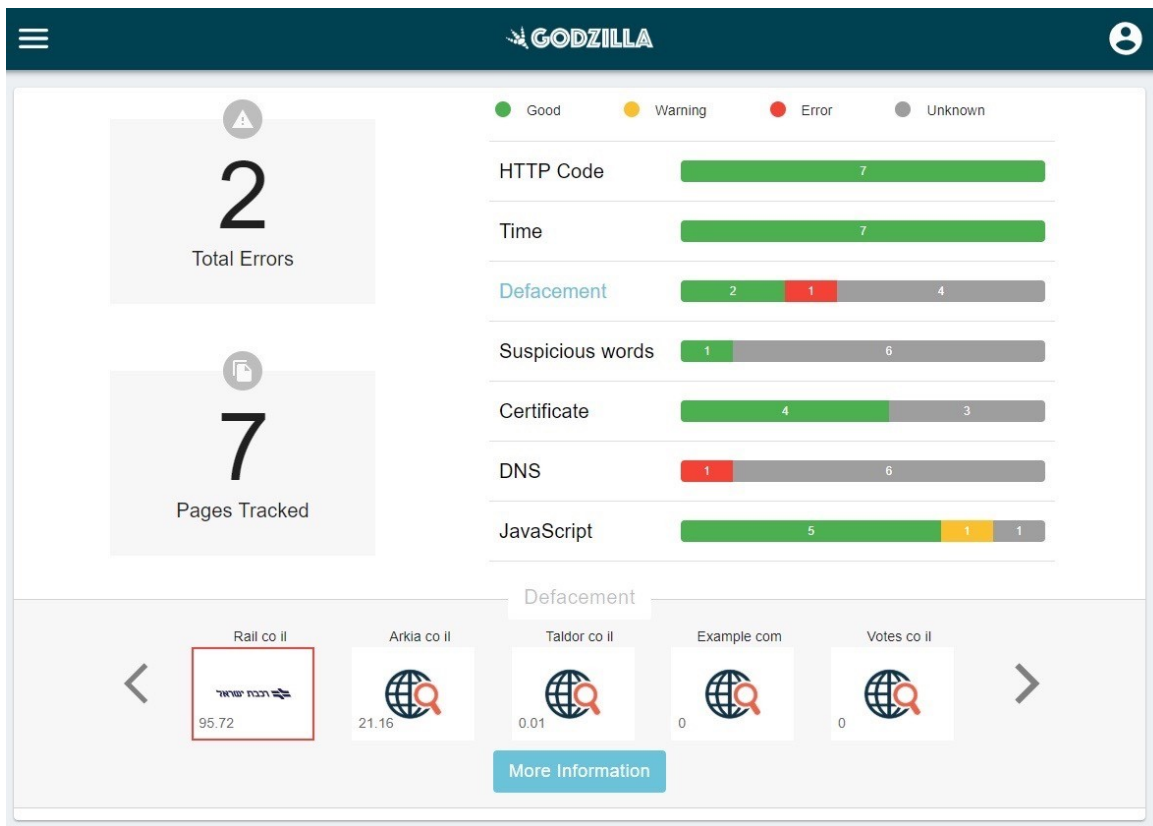 GODZILLA
Good Warning Error Unknown
2
Total Errors
7
Pages Tracked
HTTP Code 7
Time 7
Defacement 2 1 4
Suspicious words 1 6
Certificate 4 3
DNS 1 6
JavaScript 5 1 1
Defacement
Rail co il Arkia co il Taldor co il Example com Votes co il
רכבת ישראל
95.72 21.16 0.01 0 0
More Information